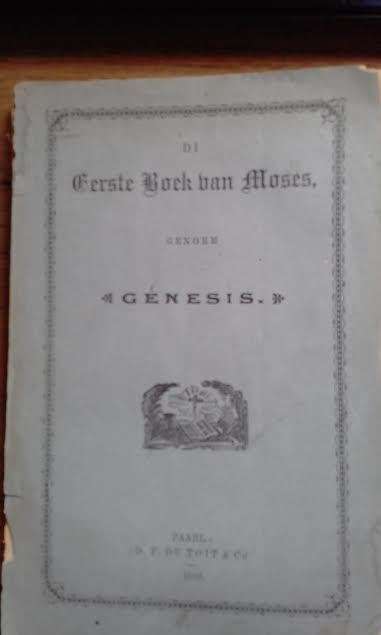 DI
Eerste Boek van Moses,
GENOEM
GÉNESIS.
PAARL:
D. F. DU TOIT & Co